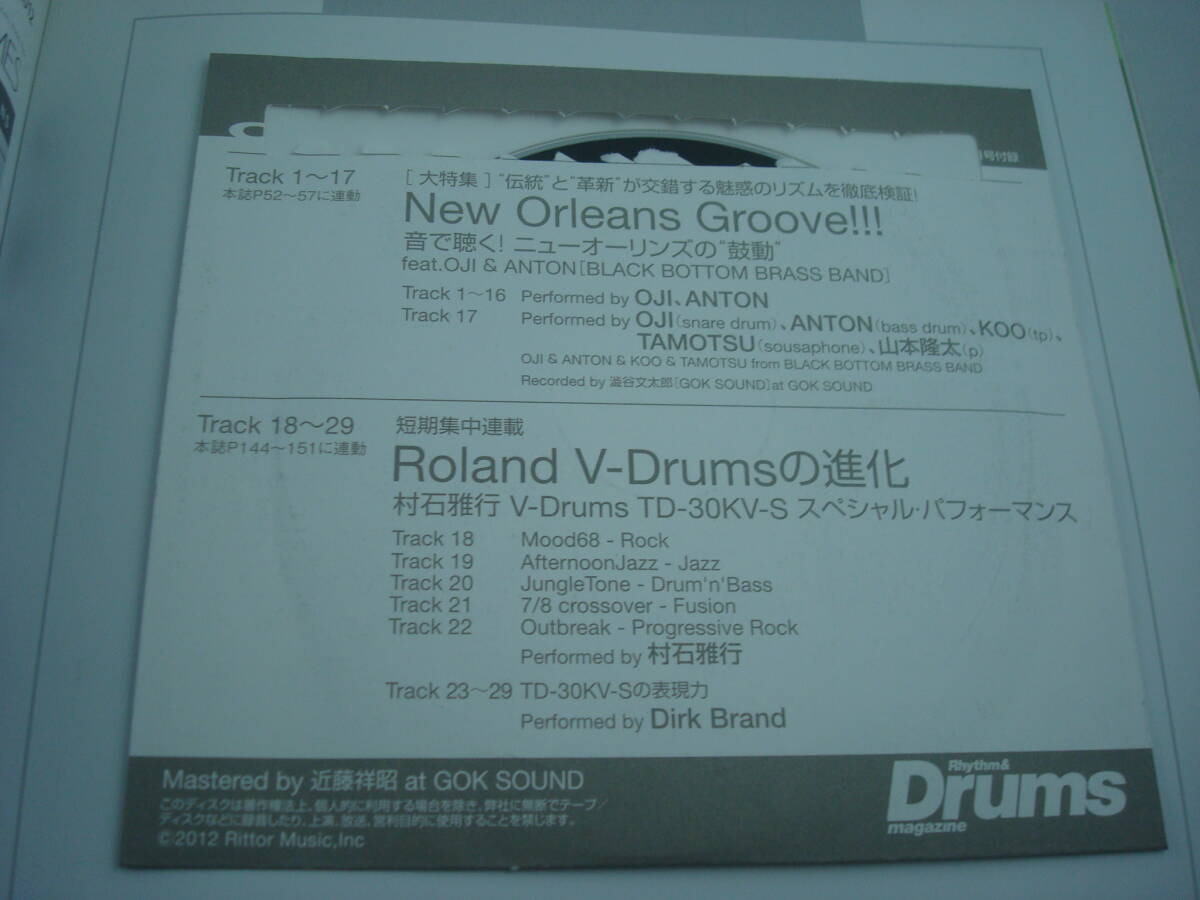 号付録
Track 1〜17
本誌P52〜57に連動
[ 大特集 ] "伝統"と"革新"が交錯する魅惑のリズムを徹底検証!
New Orleans Groove!!!
音で聴く! ニューオーリンズの"鼓動"
feat.OJI & ANTON[BLACK BOTTOM BRASS BAND]
Track 1〜16 Performed by OJI、ANTON
Track 17 Performed by OJI(snare drum)、ANTON(bass drum)、KOO(tp)、
TAMOTSU(sousaphone)、山本隆太(p)
OJI & ANTON & KOO & TAMOTSU from BLACK BOTTOM BRASS BAND
Recorded by 澁谷文太郎[GOK SOUND]at GOK SOUND
Track 18〜29
本誌P144〜151に連動
短期集中連載
Roland V-Drumsの進化
村石雅行 V-Drums TD-30KV-S スペシャル・パフォーマンス
Track 18 Mood68 - Rock
Track 19 AfternoonJazz - Jazz
Track 20 JungleTone - Drum'n'Bass
Track 21 7/8 crossover - Fusion
Track 22 Outbreak - Progressive Rock
Performed by 村石雅行
Track 23〜29 TD-30KV-Sの表現力
Performed by Dirk Brand
Mastered by 近藤祥昭 at GOK SOUND
このディスクは著作権法上、個人的に利用する場合を除き、弊社に無断でテープ/
ディスクなどに録音したり、上演、放送、営利目的に使用することを禁じます。
©2012 Rittor Music,Inc
Rhythm&
Drums
magazine